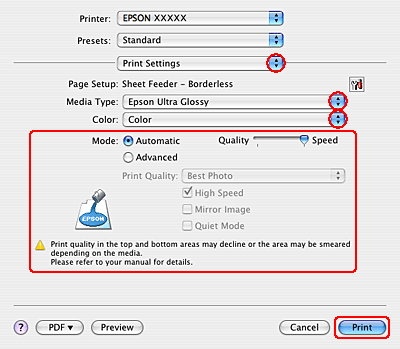 Printer: EPSON XXXXX
Presets: Standard
Print Settings
Page Setup: Sheet Feeder - Borderless
Media Type: Epson Ultra Glossy
Color: Color
Mode: Automatic Quality Speed
Advanced
Print Quality: Best Photo
High Speed
Mirror Image
Quiet Mode
EPSON
Print quality in the top and bottom areas may decline or the area may be smeared
depending on the media.
Please refer to your manual for details.
? PDF ▼ Preview Cancel Print